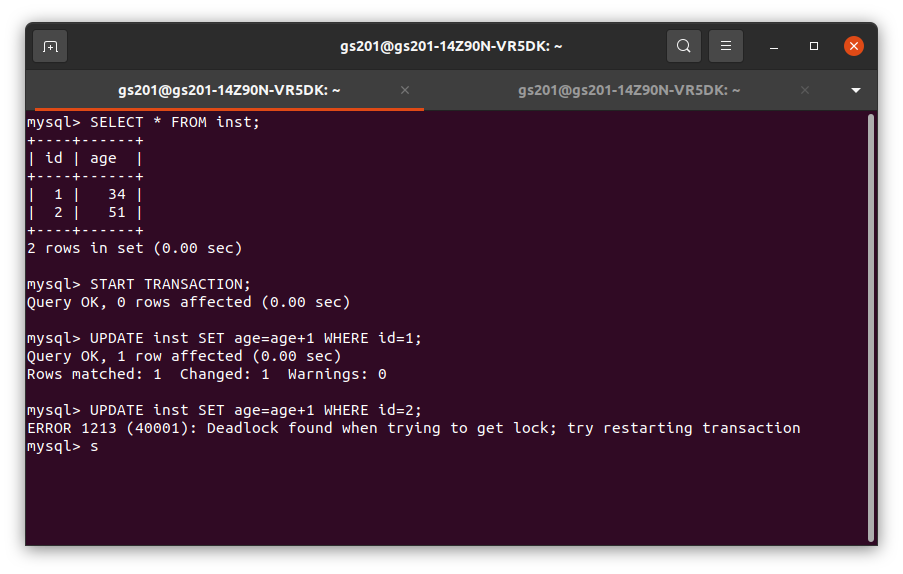 gs201@gs201-14Z90N-VR5DK: ~
gs201@gs201-14Z90N-VR5DK: ~
gs201@gs201-14Z90N-VR5DK: ~
mysql> SELECT * FROM inst;
+----+------+
| id | age  |
+----+------+
|  1 |   34 |
|  2 |   51 |
+----+------+
2 rows in set (0.00 sec)

mysql> START TRANSACTION;
Query OK, 0 rows affected (0.00 sec)

mysql> UPDATE inst SET age=age+1 WHERE id=1;
Query OK, 1 row affected (0.00 sec)
Rows matched: 1  Changed: 1  Warnings: 0

mysql> UPDATE inst SET age=age+1 WHERE id=2;
ERROR 1213 (40001): Deadlock found when trying to get lock; try restarting transaction
mysql> s